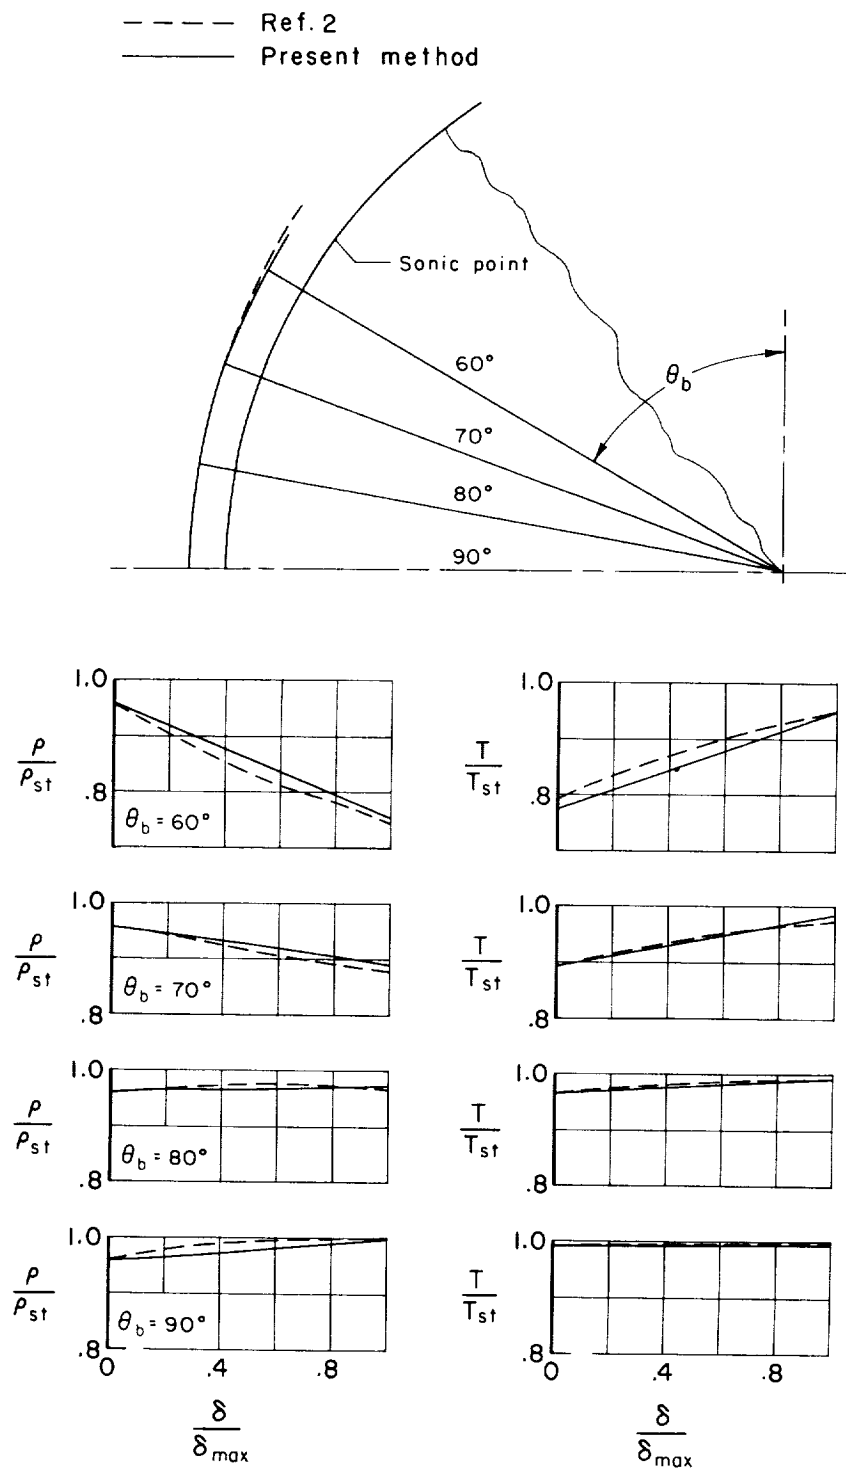 Ref. 2
Present method
Sonic point
60°
θb
70°
80°
90°
1.0
ρ/ρst
.8
θb = 60°
1.0
T/Tst
.8
1.0
ρ/ρst
θb = 70°
.8
1.0
T/Tst
.8
1.0
ρ/ρst
θb = 80°
.8
1.0
T/Tst
.8
1.0
ρ/ρst
θb = 90°
.8
0 .4 .8
δ/δmax
1.0
T/Tst
.8
0 .4 .8
δ/δmax